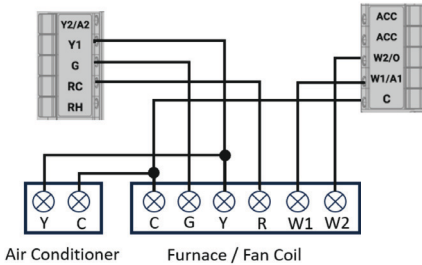 Y2/A2
Y1
G
RC
RH
ACC
ACC
W2/O
W1/A1
C
Y C
C G Y R W1 W2
Air Conditioner
Furnace / Fan Coil